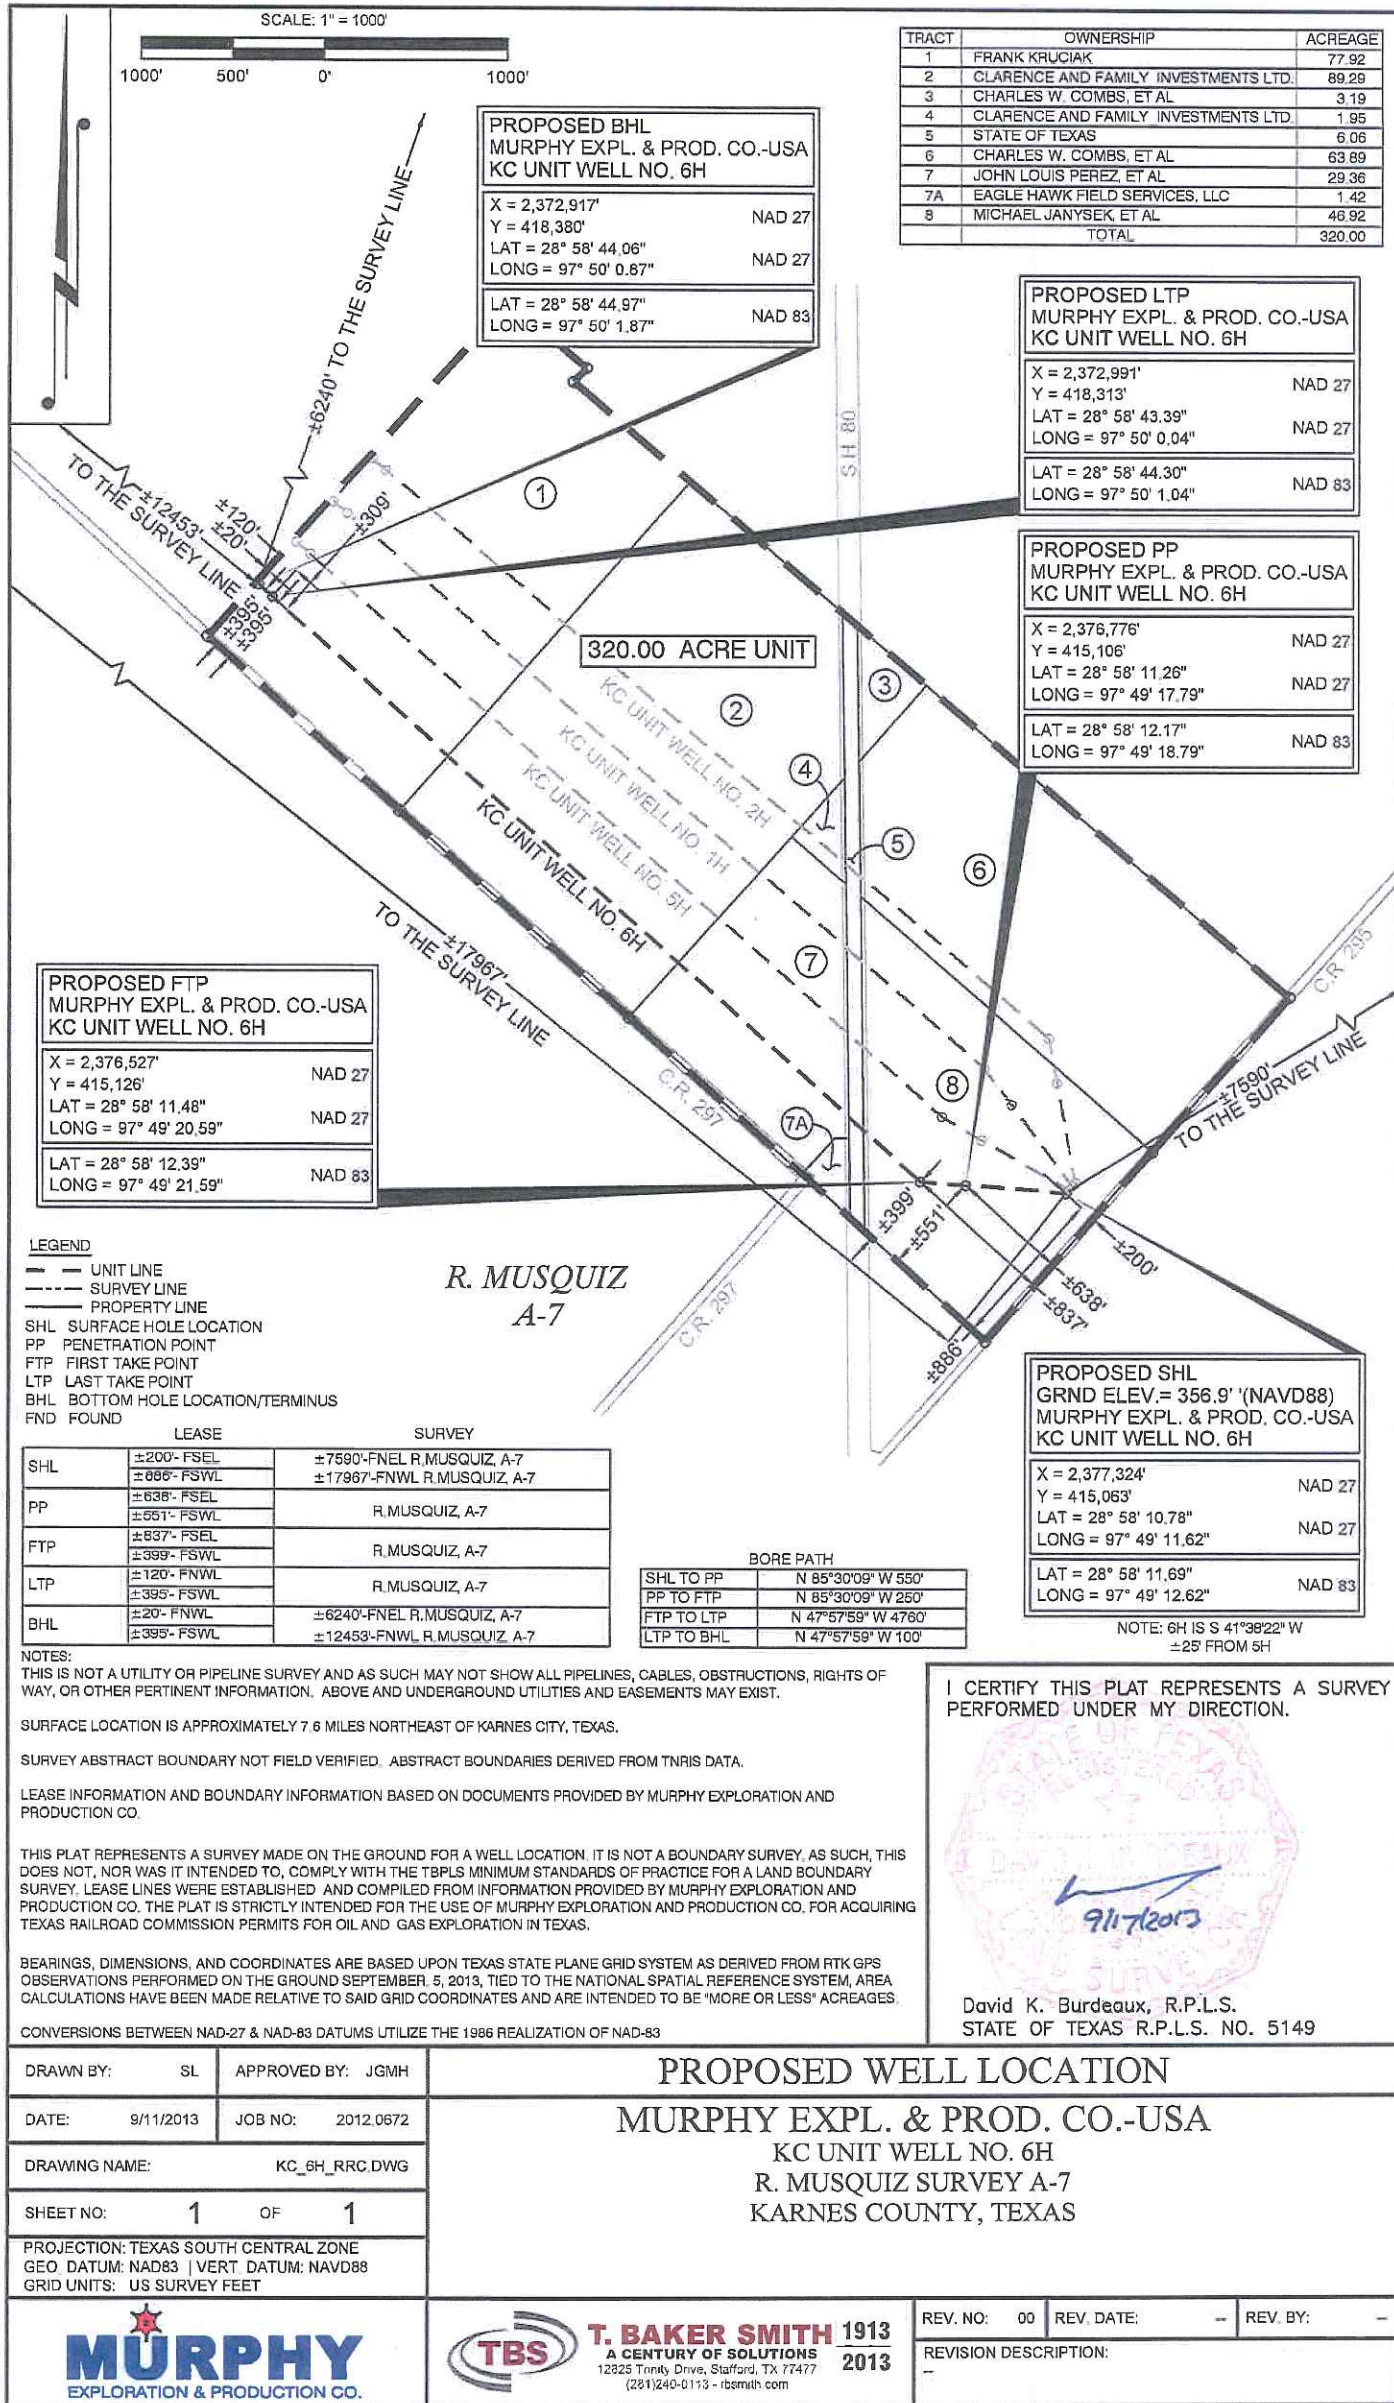 SCALE: 1" = 1000'
1000' 500' 0' 1000'
TRACT OWNERSHIP ACREAGE
1 FRANK KRUCIAK 77.92
2 CLARENCE AND FAMILY INVESTMENTS LTD. 89.29
3 CHARLES W. COMBS, ET AL 3.19
4 CLARENCE AND FAMILY INVESTMENTS LTD. 1.95
5 STATE OF TEXAS 6.06
6 CHARLES W. COMBS, ET AL 63.89
7 JOHN LOUIS PEREZ, ET AL 29.36
7A EAGLE HAWK FIELD SERVICES, LLC 1.42
8 MICHAEL JANYSEK, ET AL 46.92
TOTAL 320.00
PROPOSED BHL
MURPHY EXPL. & PROD. CO.-USA
KC UNIT WELL NO. 6H
X = 2,372,917'
Y = 418,380' NAD 27
LAT = 28° 58' 44.06"
LONG = 97° 50' 0.87" NAD 27
LAT = 28° 58' 44.97"
LONG = 97° 50' 1.87" NAD 83
PROPOSED LTP
MURPHY EXPL. & PROD. CO.-USA
KC UNIT WELL NO. 6H
X = 2,372,991'
Y = 418,313' NAD 27
LAT = 28° 58' 43.39"
LONG = 97° 50' 0.04" NAD 27
LAT = 28° 58' 44.30"
LONG = 97° 50' 1.04" NAD 83
PROPOSED PP
MURPHY EXPL. & PROD. CO.-USA
KC UNIT WELL NO. 6H
X = 2,376,776'
Y = 415,106' NAD 27
LAT = 28° 58' 11.26"
LONG = 97° 49' 17.79" NAD 27
LAT = 28° 58' 12.17"
LONG = 97° 49' 18.79" NAD 83
±6240' TO THE SURVEY LINE
±12453'
TO THE SURVEY LINE
±120'
±20'
±309'
±395'
±395'
S H 80
320.00 ACRE UNIT
1
2
3
4
5
6
7
7A
8
KC UNIT WELL NO. 2H
KC UNIT WELL NO. 1H
KC UNIT WELL NO. 5H
KC UNIT WELL NO. 6H
±17967'
TO THE SURVEY LINE
C.R. 295
±7590'
TO THE SURVEY LINE
C.R. 297
C.R. 297
±399'
±551'
±200'
±638'
±837'
±886'
PROPOSED FTP
MURPHY EXPL. & PROD. CO.-USA
KC UNIT WELL NO. 6H
X = 2,376,527'
Y = 415,126' NAD 27
LAT = 28° 58' 11.48"
LONG = 97° 49' 20.59" NAD 27
LAT = 28° 58' 12.39"
LONG = 97° 49' 21.59" NAD 83
R. MUSQUIZ
A-7
LEGEND
UNIT LINE
SURVEY LINE
PROPERTY LINE
SHL SURFACE HOLE LOCATION
PP PENETRATION POINT
FTP FIRST TAKE POINT
LTP LAST TAKE POINT
BHL BOTTOM HOLE LOCATION/TERMINUS
FND FOUND
LEASE SURVEY
SHL ±200'- FSEL ±7590'-FNEL R.MUSQUIZ, A-7
±886'- FSWL ±17967'-FNWL R.MUSQUIZ, A-7
PP ±638'- FSEL R.MUSQUIZ, A-7
±551'- FSWL
FTP ±837'- FSEL R.MUSQUIZ, A-7
±399'- FSWL
LTP ±120'- FNWL R.MUSQUIZ, A-7
±395'- FSWL
BHL ±20'- FNWL ±6240'-FNEL R.MUSQUIZ, A-7
±395'- FSWL ±12453'-FNWL R.MUSQUIZ, A-7
BORE PATH
SHL TO PP N 85°30'09" W 550'
PP TO FTP N 85°30'09" W 250'
FTP TO LTP N 47°57'59" W 4760'
LTP TO BHL N 47°57'59" W 100'
PROPOSED SHL
GRND ELEV.= 356.9' '(NAVD88)
MURPHY EXPL. & PROD. CO.-USA
KC UNIT WELL NO. 6H
X = 2,377,324'
Y = 415,063' NAD 27
LAT = 28° 58' 10.78"
LONG = 97° 49' 11.62" NAD 27
LAT = 28° 58' 11.69"
LONG = 97° 49' 12.62" NAD 83
NOTE: 6H IS S 41°38'22" W
±25' FROM 5H
NOTES:
THIS IS NOT A UTILITY OR PIPELINE SURVEY AND AS SUCH MAY NOT SHOW ALL PIPELINES, CABLES, OBSTRUCTIONS, RIGHTS OF
WAY, OR OTHER PERTINENT INFORMATION. ABOVE AND UNDERGROUND UTILITIES AND EASEMENTS MAY EXIST.
SURFACE LOCATION IS APPROXIMATELY 7.6 MILES NORTHEAST OF KARNES CITY, TEXAS.
SURVEY ABSTRACT BOUNDARY NOT FIELD VERIFIED. ABSTRACT BOUNDARIES DERIVED FROM TNRIS DATA.
LEASE INFORMATION AND BOUNDARY INFORMATION BASED ON DOCUMENTS PROVIDED BY MURPHY EXPLORATION AND
PRODUCTION CO.
THIS PLAT REPRESENTS A SURVEY MADE ON THE GROUND FOR A WELL LOCATION. IT IS NOT A BOUNDARY SURVEY, AS SUCH, THIS
DOES NOT, NOR WAS IT INTENDED TO, COMPLY WITH THE TBPLS MINIMUM STANDARDS OF PRACTICE FOR A LAND BOUNDARY
SURVEY. LEASE LINES WERE ESTABLISHED AND COMPILED FROM INFORMATION PROVIDED BY MURPHY EXPLORATION AND
PRODUCTION CO. THE PLAT IS STRICTLY INTENDED FOR THE USE OF MURPHY EXPLORATION AND PRODUCTION CO. FOR ACQUIRING
TEXAS RAILROAD COMMISSION PERMITS FOR OIL AND GAS EXPLORATION IN TEXAS.
BEARINGS, DIMENSIONS, AND COORDINATES ARE BASED UPON TEXAS STATE PLANE GRID SYSTEM AS DERIVED FROM RTK GPS
OBSERVATIONS PERFORMED ON THE GROUND SEPTEMBER, 5, 2013, TIED TO THE NATIONAL SPATIAL REFERENCE SYSTEM, AREA
CALCULATIONS HAVE BEEN MADE RELATIVE TO SAID GRID COORDINATES AND ARE INTENDED TO BE "MORE OR LESS" ACREAGES.
CONVERSIONS BETWEEN NAD-27 & NAD-83 DATUMS UTILIZE THE 1986 REALIZATION OF NAD-83
I CERTIFY THIS PLAT REPRESENTS A SURVEY
PERFORMED UNDER MY DIRECTION.
STATE OF TEXAS
REGISTERED
9/17/2013
David K. Burdeaux, R.P.L.S.
STATE OF TEXAS R.P.L.S. NO. 5149
DRAWN BY: SL APPROVED BY: JGMH
DATE: 9/11/2013 JOB NO: 2012.0672
DRAWING NAME: KC_6H_RRC.DWG
SHEET NO: 1 OF 1
PROJECTION: TEXAS SOUTH CENTRAL ZONE
GEO. DATUM: NAD83 | VERT. DATUM: NAVD88
GRID UNITS: US SURVEY FEET
PROPOSED WELL LOCATION
MURPHY EXPL. & PROD. CO.-USA
KC UNIT WELL NO. 6H
R. MUSQUIZ SURVEY A-7
KARNES COUNTY, TEXAS
MURPHY
EXPLORATION & PRODUCTION CO.
TBS
T. BAKER SMITH
A CENTURY OF SOLUTIONS
12825 Trinity Drive, Stafford, TX 77477
(281)240-0113 - tbsmith.com
1913
2013
REV. NO: 00 REV. DATE: -- REV. BY: --
REVISION DESCRIPTION:
--